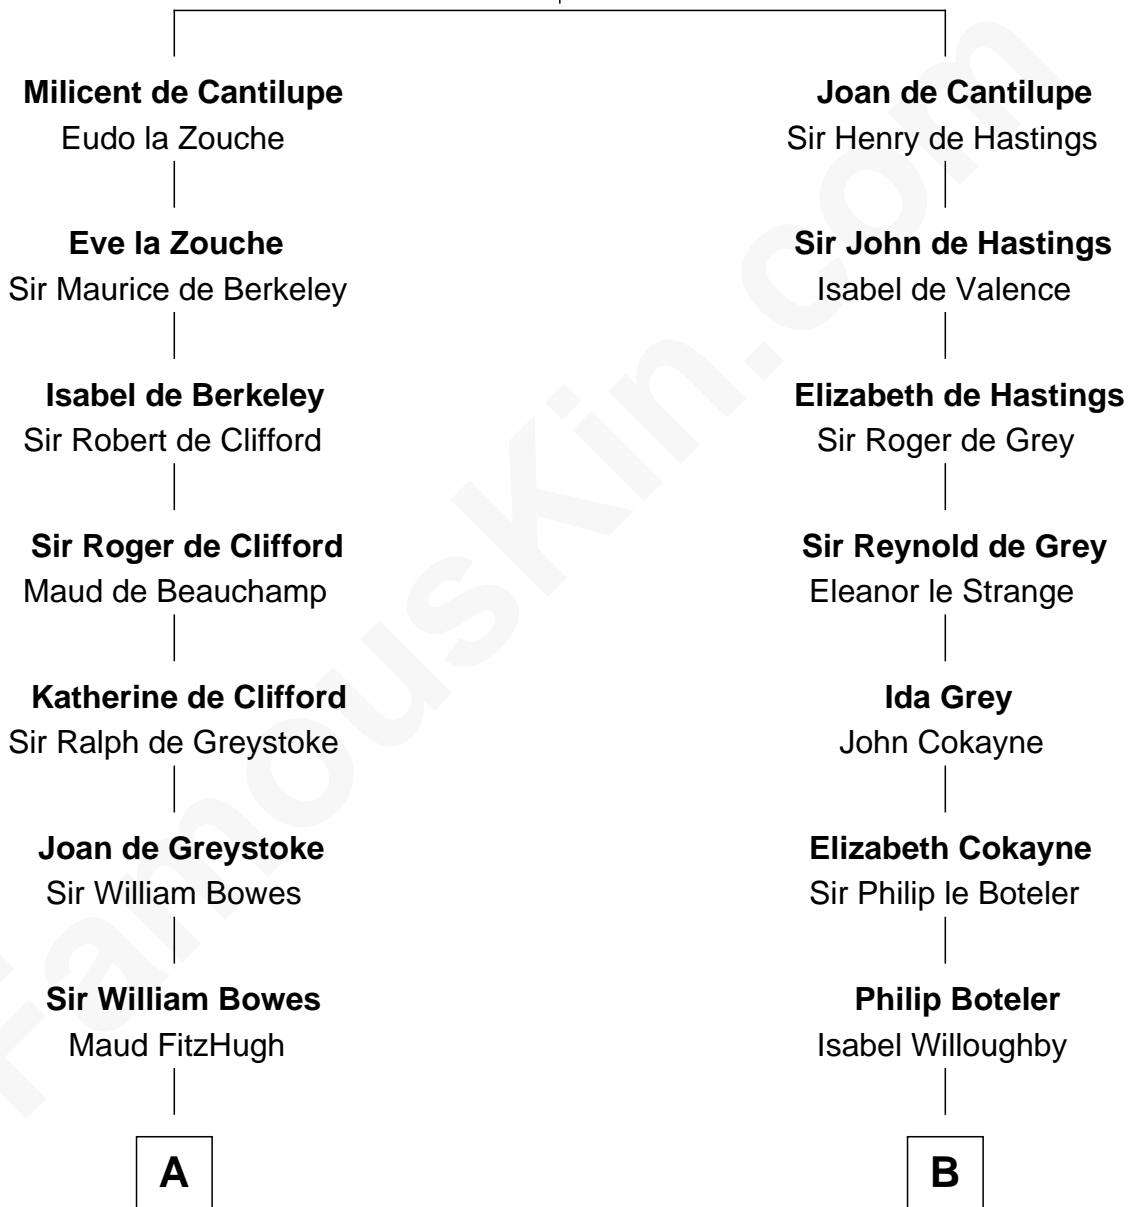 Milicent de Cantilupe
Eudo la Zouche
Eve la Zouche
Sir Maurice de Berkeley
Isabel de Berkeley
Sir Robert de Clifford
Sir Roger de Clifford
Maud de Beauchamp
Katherine de Clifford
Sir Ralph de Greystoke
Joan de Greystoke
Sir William Bowes
Sir William Bowes
Maud FitzHugh
A
Joan de Cantilupe
Sir Henry de Hastings
Sir John de Hastings
Isabel de Valence
Elizabeth de Hastings
Sir Roger de Grey
Sir Reynold de Grey
Eleanor le Strange
Ida Grey
John Cokayne
Elizabeth Cokayne
Sir Philip le Boteler
Philip Boteler
Isabel Willoughby
B
FamousKin.com